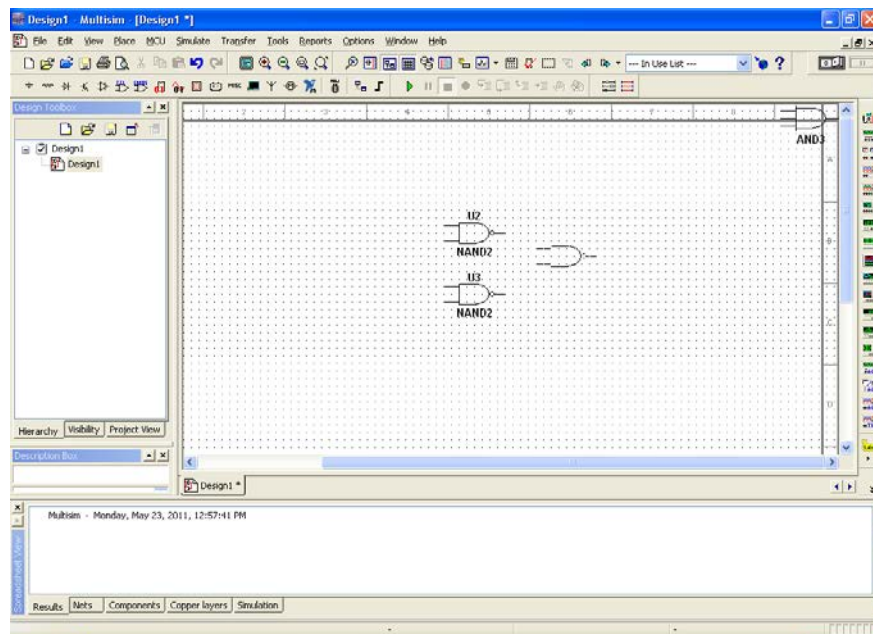 Design1 - Multisim - [Design1 *]
File Edit View Place MCU Simulate Transfer Tools Reports Options Window Help
--- In Use List ---
Design Toolbox
Design1
Design1
AND3
A
U2
NAND2
B
U3
NAND2
C
D
Hierarchy Visibility Project View
Description Box
Design1 *
Multisim - Monday, May 23, 2011, 12:57:41 PM
Spreadsheet View
Results Nets Components Copper layers Simulation